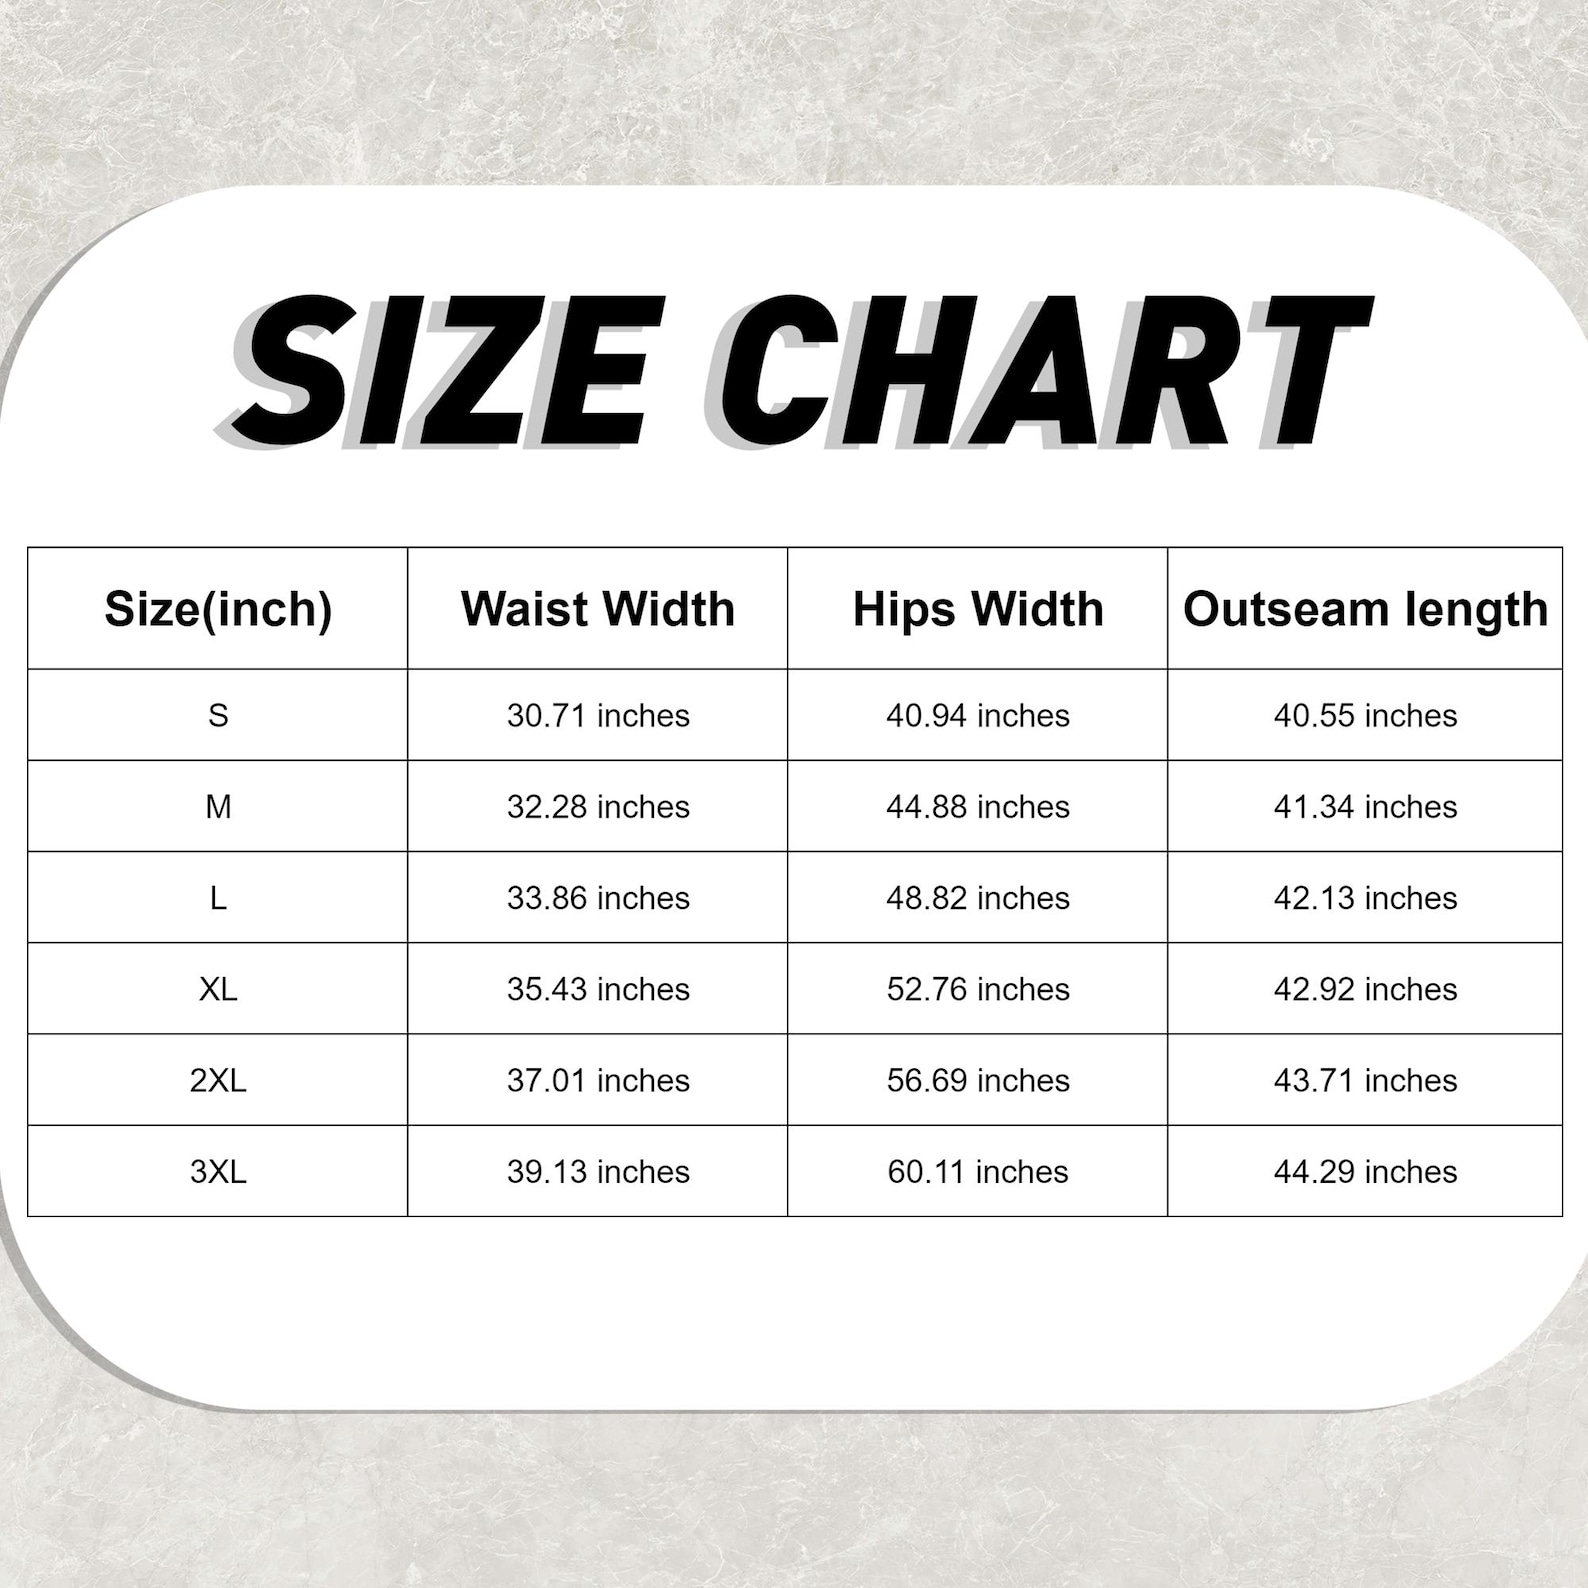 SIZE CHART
Size(inch) Waist Width Hips Width Outseam length
S 30.71 inches 40.94 inches 40.55 inches
M 32.28 inches 44.88 inches 41.34 inches
L 33.86 inches 48.82 inches 42.13 inches
XL 35.43 inches 52.76 inches 42.92 inches
2XL 37.01 inches 56.69 inches 43.71 inches
3XL 39.13 inches 60.11 inches 44.29 inches